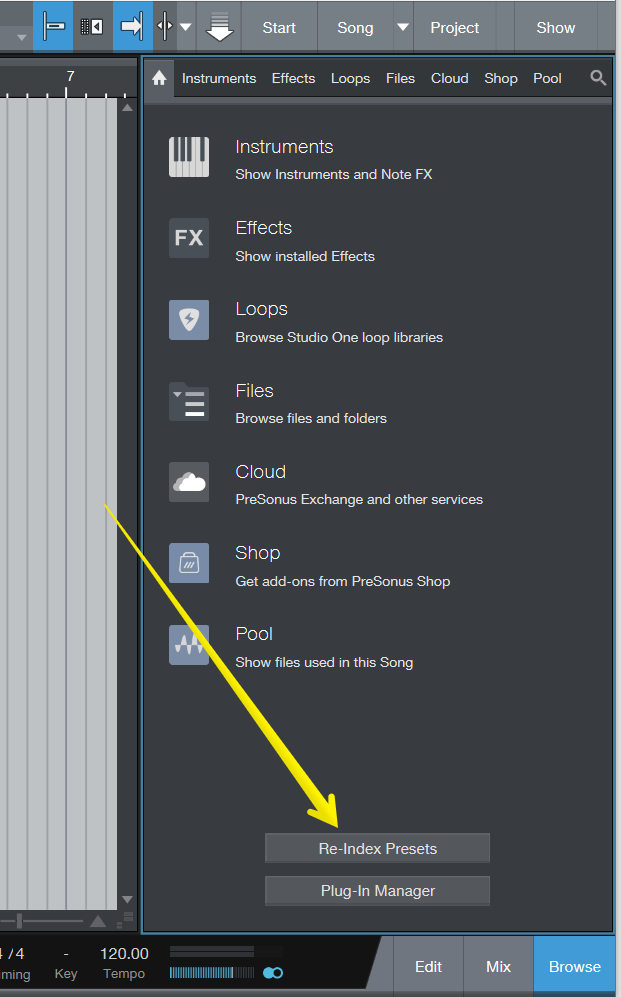 Start Song Project Show
7
Instruments Effects Loops Files Cloud Shop Pool
Instruments
Show Instruments and Note FX
FX
Effects
Show installed Effects
Loops
Browse Studio One loop libraries
Files
Browse files and folders
Cloud
PreSonus Exchange and other services
Shop
Get add-ons from PreSonus Shop
Pool
Show files used in this Song
Re-Index Presets
Plug-In Manager
/ 4 - 120.00
ming Key Tempo
Edit Mix Browse